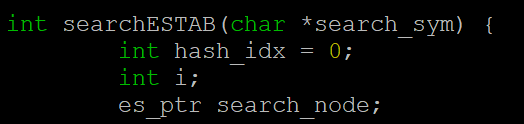 int searchESTAB(char *search_sym) {
        int hash_idx = 0;
        int i;
        es_ptr search_node;